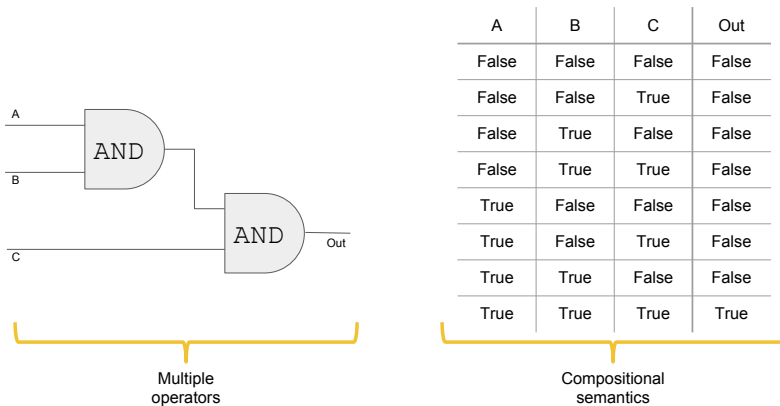 A
AND
B
C
AND
Out
Multiple
operators
A B C Out
False False False False
False False True False
False True False False
False True True False
True False False False
True False True False
True True False False
True True True True
Compositional
semantics